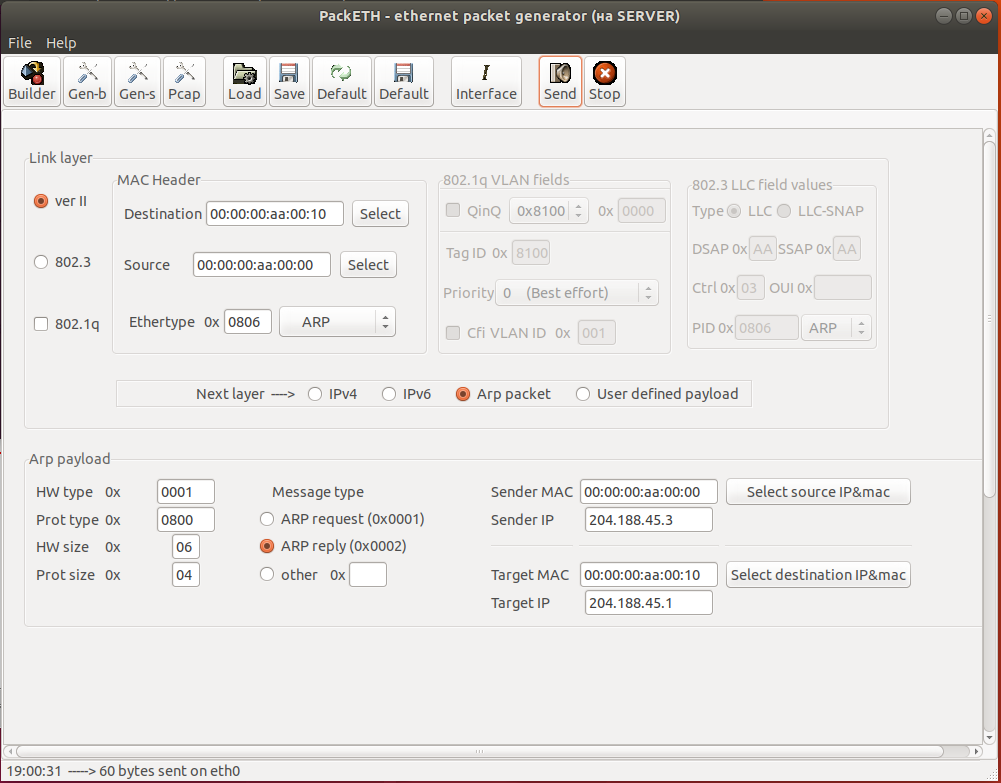 PackETH - ethernet packet generator (на SERVER)
File Help
Builder Gen-b Gen-s Pcap Load Save Default Default Interface Send Stop
Link layer
ver II
802.3
802.1q
MAC Header
Destination 00:00:00:aa:00:10 Select
Source 00:00:00:aa:00:00 Select
Ethertype 0x 0806 ARP
802.1q VLAN fields
QinQ 0x8100 0x 0000
Tag ID 0x 8100
Priority 0 (Best effort)
Cfi VLAN ID 0x 001
802.3 LLC field values
Type LLC LLC-SNAP
DSAP 0x AA SSAP 0x AA
Ctrl 0x 03 OUI 0x
PID 0x 0806 ARP
Next layer ----> IPv4 IPv6 Arp packet User defined payload
Arp payload
HW type 0x 0001
Prot type 0x 0800
HW size 0x 06
Prot size 0x 04
Message type
ARP request (0x0001)
ARP reply (0x0002)
other 0x
Sender MAC 00:00:00:aa:00:00 Select source IP&mac
Sender IP 204.188.45.3
Target MAC 00:00:00:aa:00:10 Select destination IP&mac
Target IP 204.188.45.1
19:00:31 -----> 60 bytes sent on eth0